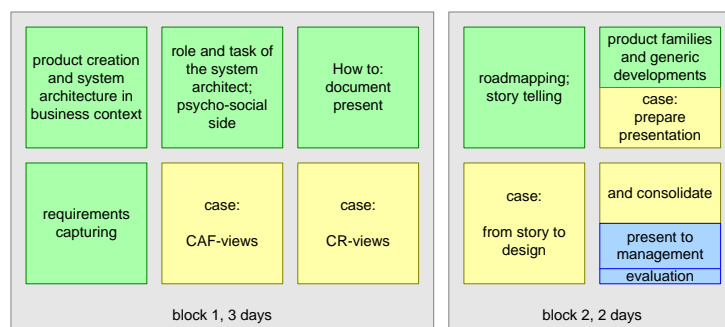 product creation
and system
architecture in
business context
role and task of
the system
architect;
psycho-social
side
How to:
document
present
requirements
capturing
case:
CAF-views
case:
CR-views
block 1, 3 days
roadmapping;
story telling
product families
and generic
developments
case:
prepare
presentation
case:
from story to
design
and consolidate
present to
management
evaluation
block 2, 2 days